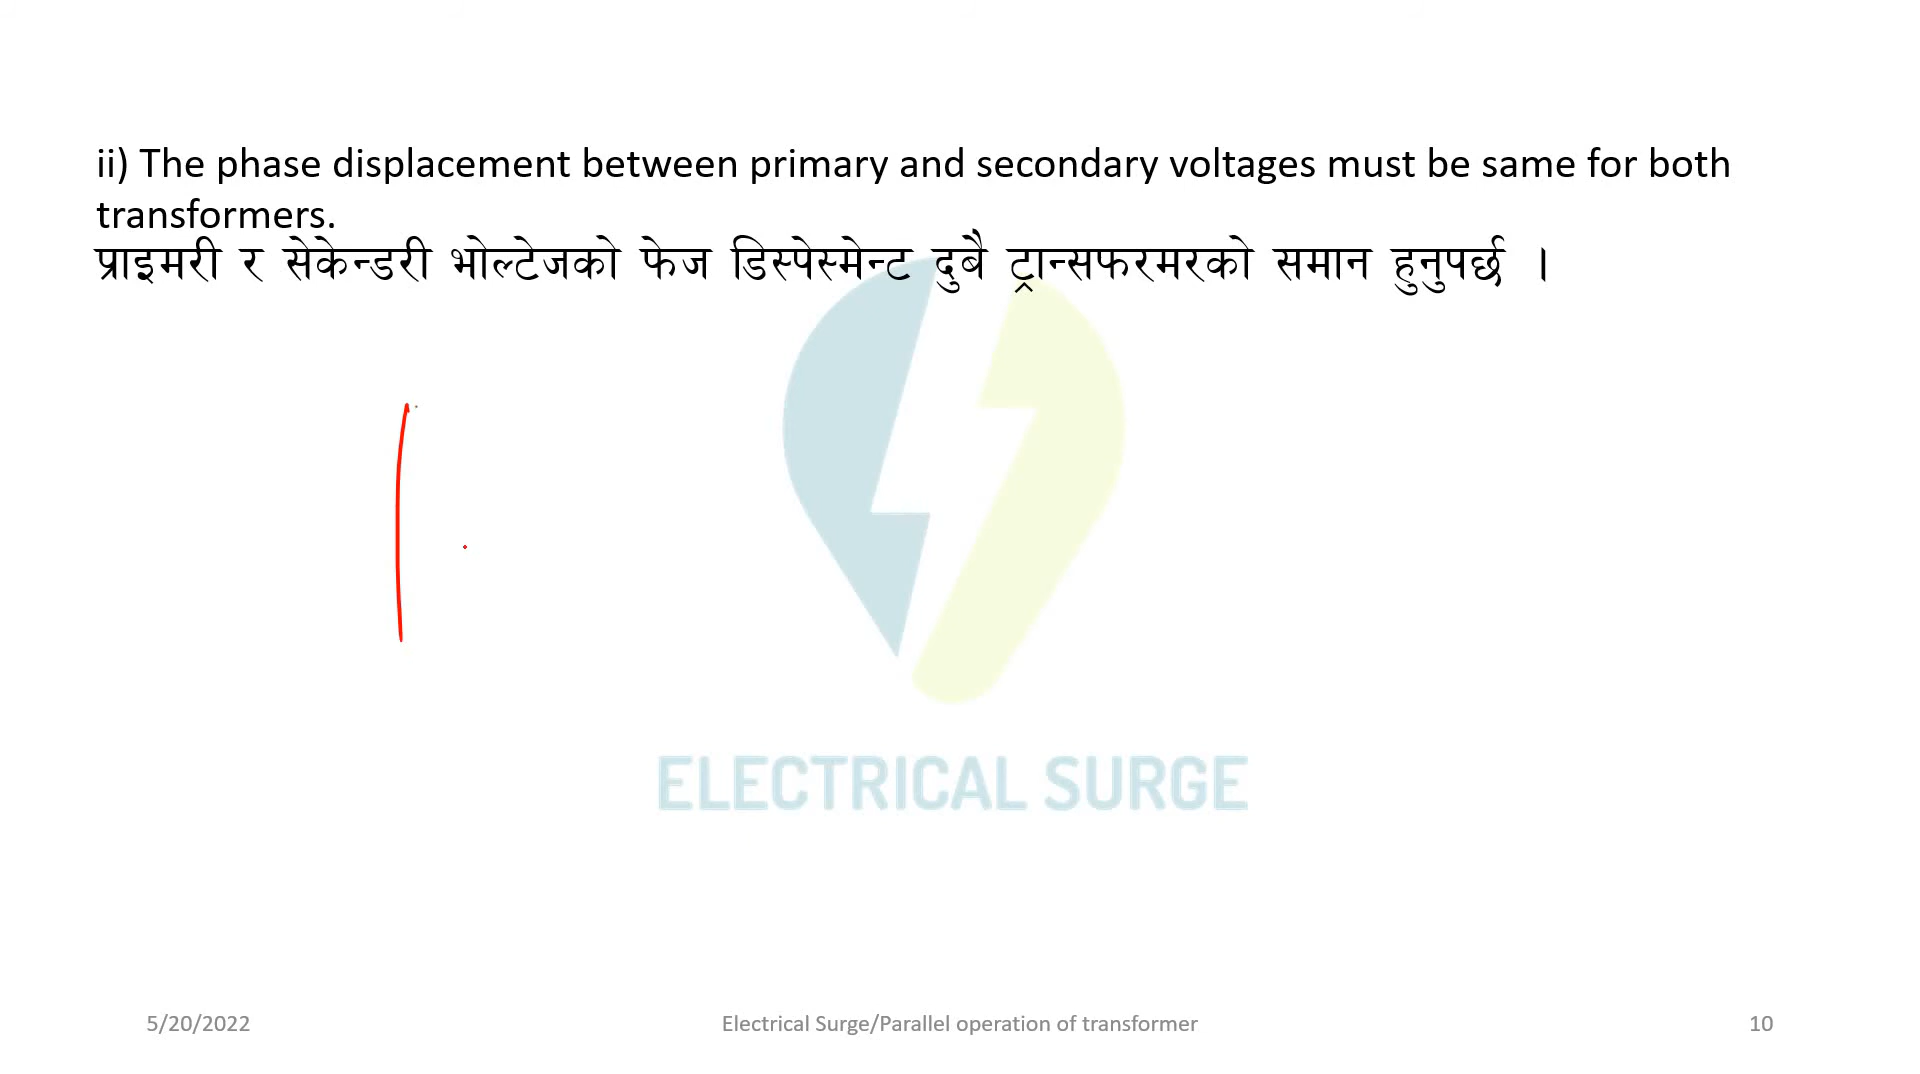 ii) The phase displacement between primary and secondary voltages must be same for both
transformers.
प्राइमरी र सेकेन्डरी भोल्टेजको फेज डिस्पेस्मेन्ट दुबै ट्रान्सफरमरको समान हुनुपर्छ ।
ELECTRICAL SURGE
5/20/2022 Electrical Surge/Parallel operation of transformer 10